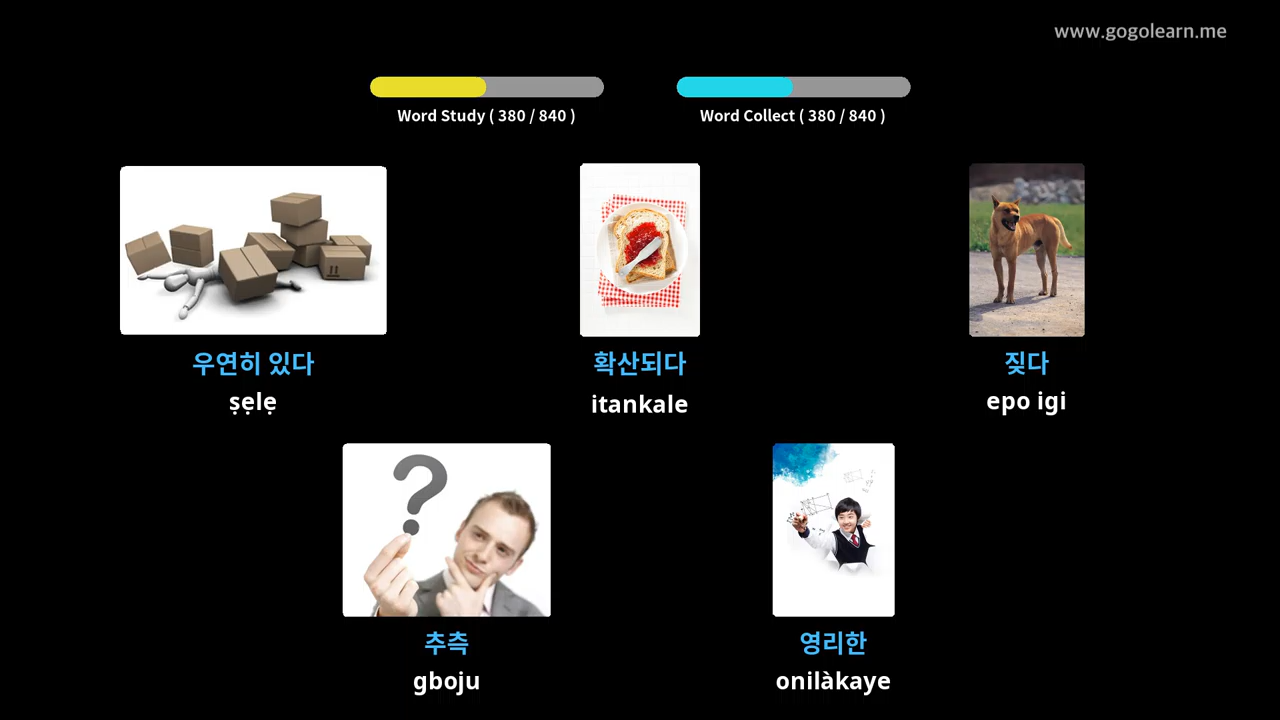 www.gogolearn.me
Word Study ( 380 / 840 )
Word Collect ( 380 / 840 )
우연히 있다
ṣẹlẹ
확산되다
itankale
짖다
epo igi
추측
gboju
영리한
onilàkaye